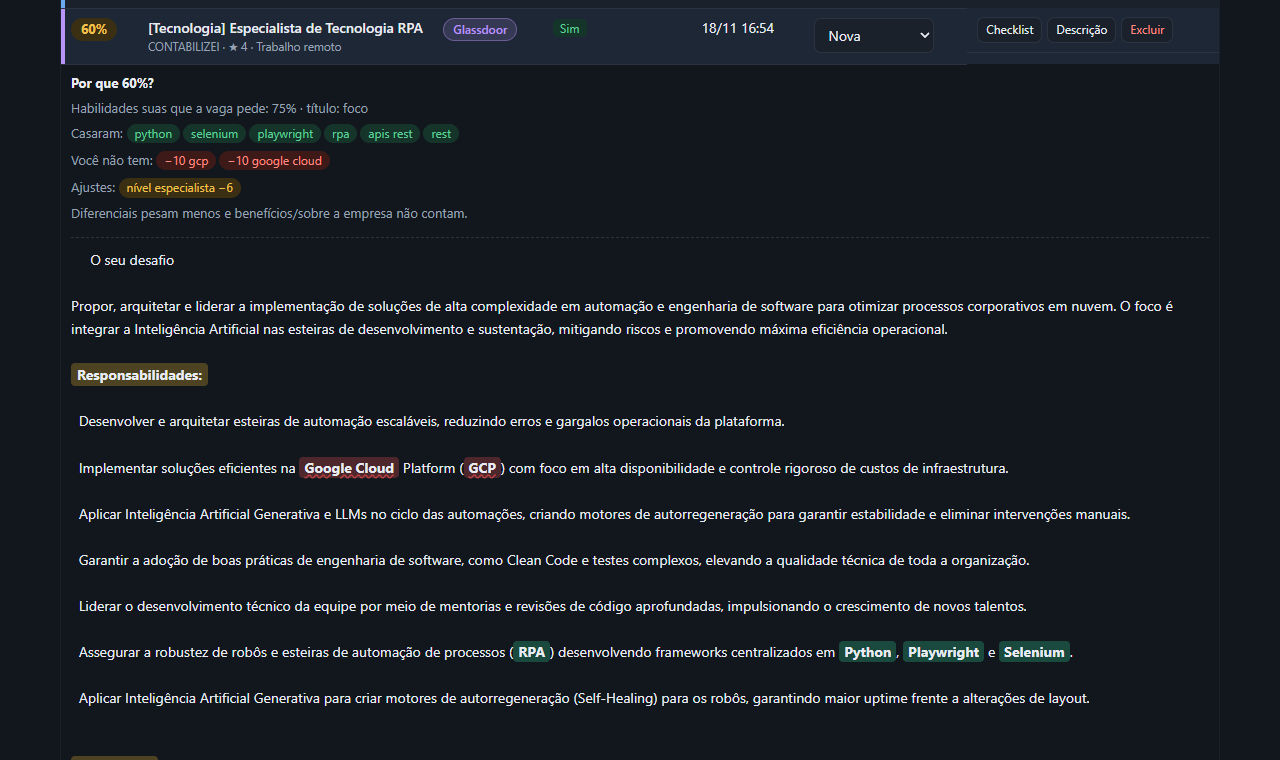 60% [Tecnologia] Especialista de Tecnologia RPA Glassdoor Sim 18/11 16:54 Nova Checklist Descrição Excluir
CONTABILIZEI · ★ 4 · Trabalho remoto
Por que 60%?
Habilidades suas que a vaga pede: 75% · título: foco
Casaram: python selenium playwright rpa apis rest rest
Você não tem: −10 gcp −10 google cloud
Ajustes: nível especialista −6
Diferenciais pesam menos e benefícios/sobre a empresa não contam.
O seu desafio
Propor, arquitetar e liderar a implementação de soluções de alta complexidade em automação e engenharia de software para otimizar processos corporativos em nuvem. O foco é
integrar a Inteligência Artificial nas esteiras de desenvolvimento e sustentação, mitigando riscos e promovendo máxima eficiência operacional.
Responsabilidades:
Desenvolver e arquitetar esteiras de automação escaláveis, reduzindo erros e gargalos operacionais da plataforma.
Implementar soluções eficientes na Google Cloud Platform (GCP) com foco em alta disponibilidade e controle rigoroso de custos de infraestrutura.
Aplicar Inteligência Artificial Generativa e LLMs no ciclo das automações, criando motores de autorregeneração para garantir estabilidade e eliminar intervenções manuais.
Garantir a adoção de boas práticas de engenharia de software, como Clean Code e testes complexos, elevando a qualidade técnica de toda a organização.
Liderar o desenvolvimento técnico da equipe por meio de mentorias e revisões de código aprofundadas, impulsionando o crescimento de novos talentos.
Assegurar a robustez de robôs e esteiras de automação de processos (RPA) desenvolvendo frameworks centralizados em Python, Playwright e Selenium.
Aplicar Inteligência Artificial Generativa para criar motores de autorregeneração (Self-Healing) para os robôs, garantindo maior uptime frente a alterações de layout.